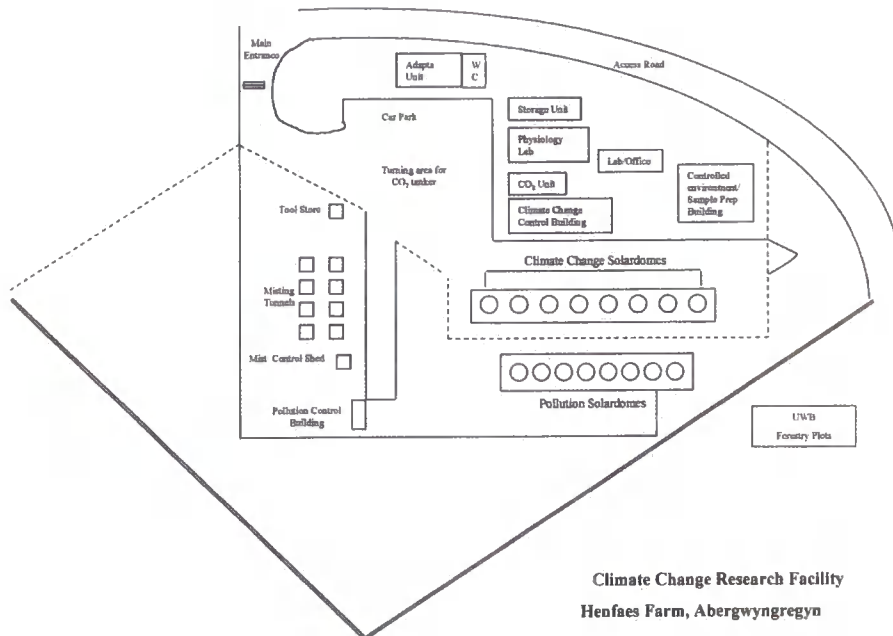 Main
Entrance
Adapta
Unit
W
C
Access Road
Car Park
Storage Unit
Physiology
Lab
Lab/Office
Turning area for
CO₂ tanker
CO₂ Unit
Controlled
environment/
Sample Prep
Building
Tool Store
Climate Change
Control Building
Climate Change Solardomes
Misting
Tunnels
Mist Control Shed
Pollution Control
Building
Pollution Solardomes
UWB
Forestry Plots
Climate Change Research Facility
Henfaes Farm, Abergwyngregyn